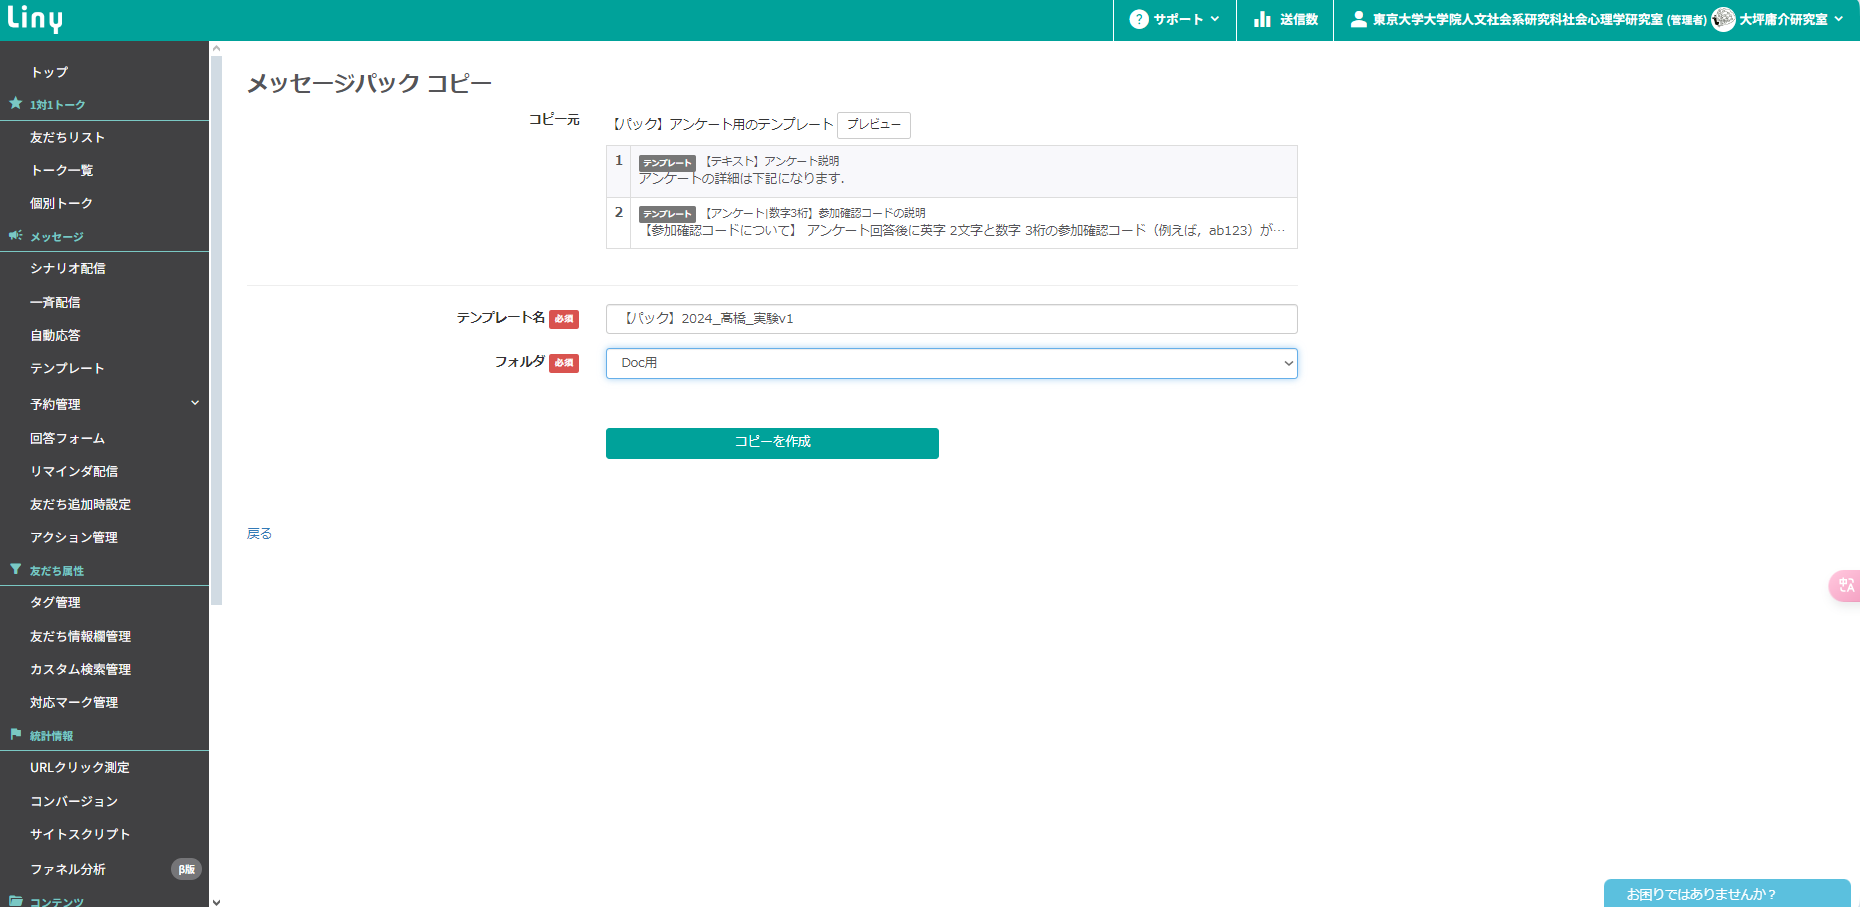 Liny
サポート
送信数
東京大学大学院人文社会系研究科社会心理学研究室 (管理者) 大坪庸介研究室
トップ
1対1トーク
友だちリスト
トーク一覧
個別トーク
メッセージ
シナリオ配信
一斉配信
自動応答
テンプレート
予約管理
回答フォーム
リマインダ配信
友だち追加時設定
アクション管理
友だち属性
タグ管理
友だち情報欄管理
カスタム検索管理
対応マーク管理
統計情報
URLクリック測定
コンバージョン
サイトスクリプト
ファネル分析 β版
コンテンツ
メッセージパック コピー
コピー元 【パック】アンケート用のテンプレート プレビュー
1 テンプレート 【テキスト】アンケート説明
アンケートの詳細は下記になります.
2 テンプレート 【アンケート|数字3桁】参加確認コードの説明
【参加確認コードについて】 アンケート回答後に英字 2文字と数字 3桁の参加確認コード（例えば，ab123）が…
テンプレート名 必須 【パック】2024_高橋_実験v1
フォルダ 必須 Doc用
コピーを作成
戻る
中て
A
お困りではありませんか？